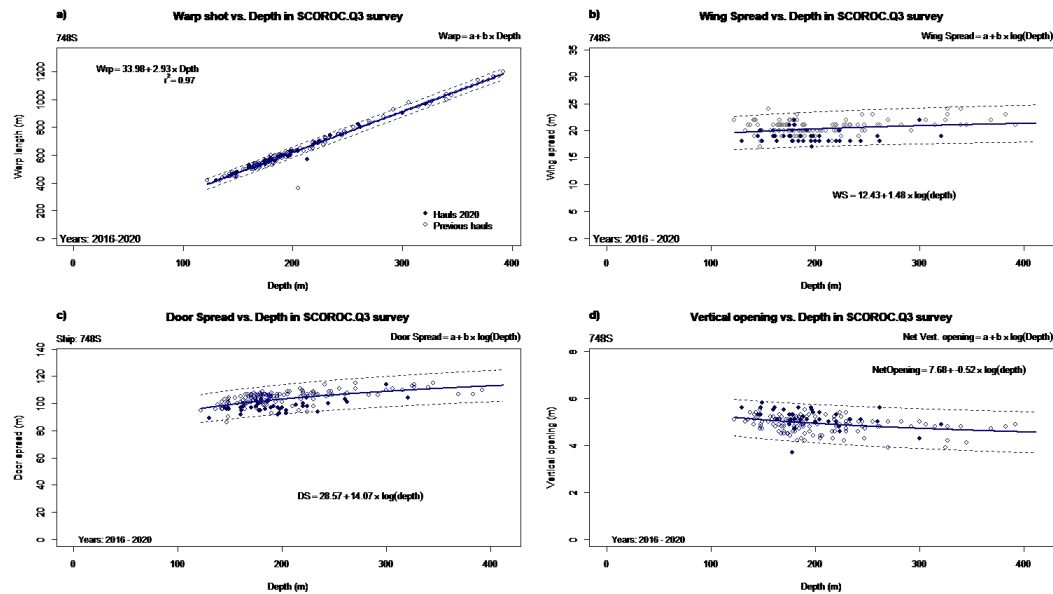 a)
Warp shot vs. Depth in SCOROC.Q3 survey
748S
Warp = a + b × Depth
Wrp = 33.98 + 2.93 × Dpth
r² = 0.97
Warp length (m)
0 200 400 600 800 1000 1200
Hauls 2020
Previous hauls
Years: 2016-2020
0 100 200 300 400
Depth (m)
b)
Wing Spread vs. Depth in SCOROC.Q3 survey
748S
Wing Spread = a + b × log(Depth)
Wing spread (m)
0 5 10 15 20 25 30 35
WS = 12.43 + 1.48 × log(depth)
Years: 2016 - 2020
0 100 200 300 400
Depth (m)
c)
Door Spread vs. Depth in SCOROC.Q3 survey
Ship: 748S
Door Spread = a + b × log(Depth)
Door spread (m)
0 20 40 60 80 100 120 140
DS = 28.57 + 14.07 × log(depth)
Years: 2016 - 2020
0 100 200 300 400
Depth (m)
d)
Vertical opening vs. Depth in SCOROC.Q3 survey
748S
Net Vert. opening = a + b × log(Depth)
NetOpening = 7.68 + -0.52 × log(depth)
Vertical opening (m)
0 2 4 6 8
Years: 2016 - 2020
0 100 200 300 400
Depth (m)